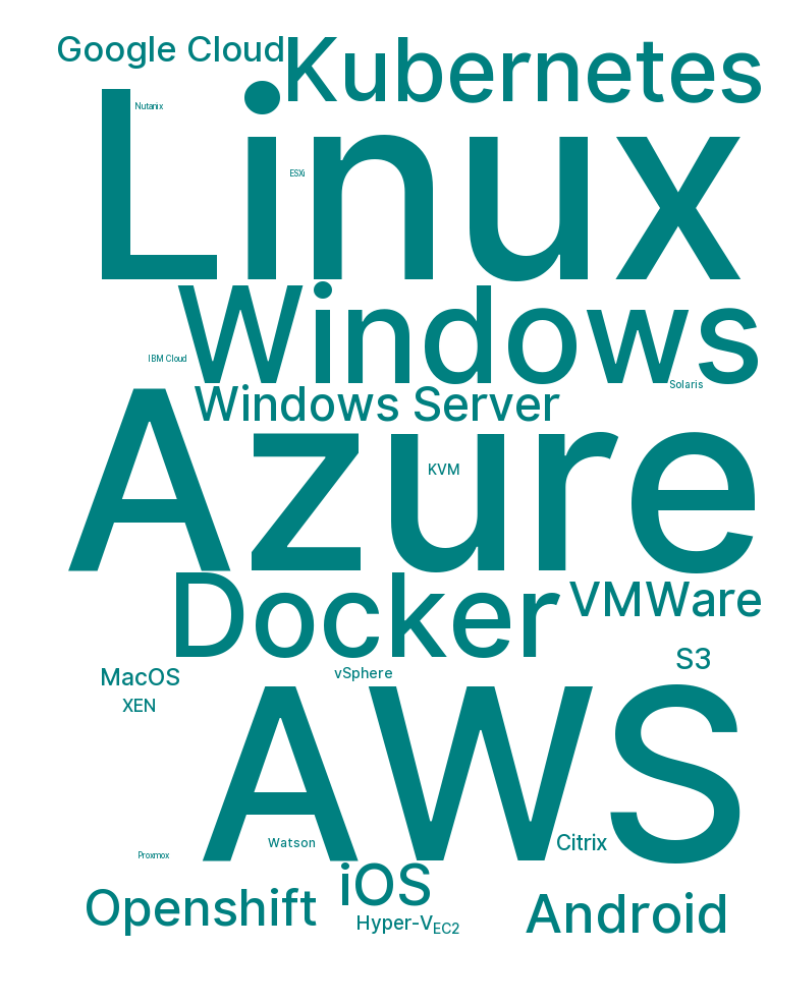 Google Cloud
Kubernetes
Nutanix
Linux
ESXi
Windows
IBM Cloud
Solaris
Windows Server
Azure
KVM
Docker
VMWare
S3
MacOS
vSphere
XEN
AWS
Watson
Citrix
Proxmox
iOS
Openshift
Android
Hyper-V
EC2